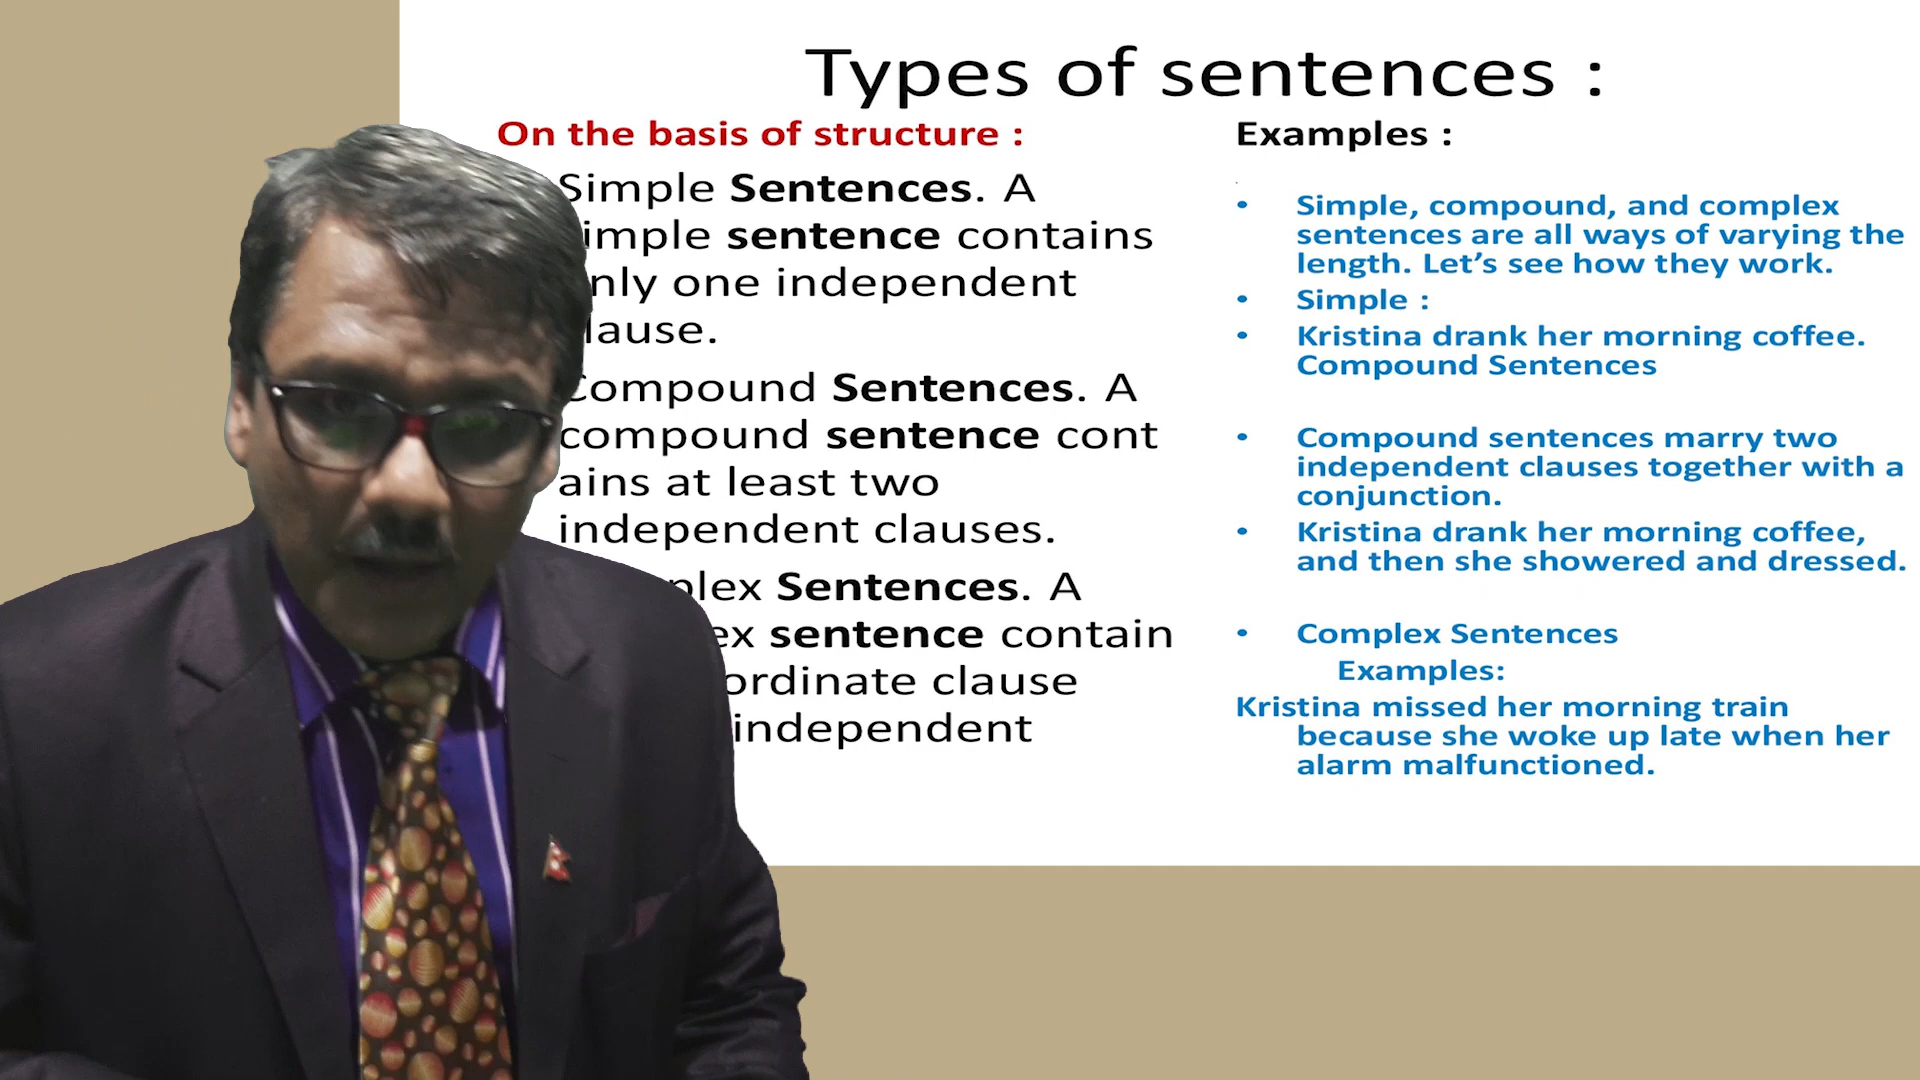 Types of sentences :
On the basis of structure :
Simple Sentences. A
imple sentence contains
nly one independent
lause.
Compound Sentences. A
compound sentence cont
ains at least two
independent clauses.
plex Sentences. A
ex sentence contain
ordinate clause
independent
Examples :
• Simple, compound, and complex
sentences are all ways of varying the
length. Let’s see how they work.
• Simple :
• Kristina drank her morning coffee.
Compound Sentences
• Compound sentences marry two
independent clauses together with a
conjunction.
• Kristina drank her morning coffee,
and then she showered and dressed.
• Complex Sentences
Examples:
Kristina missed her morning train
because she woke up late when her
alarm malfunctioned.